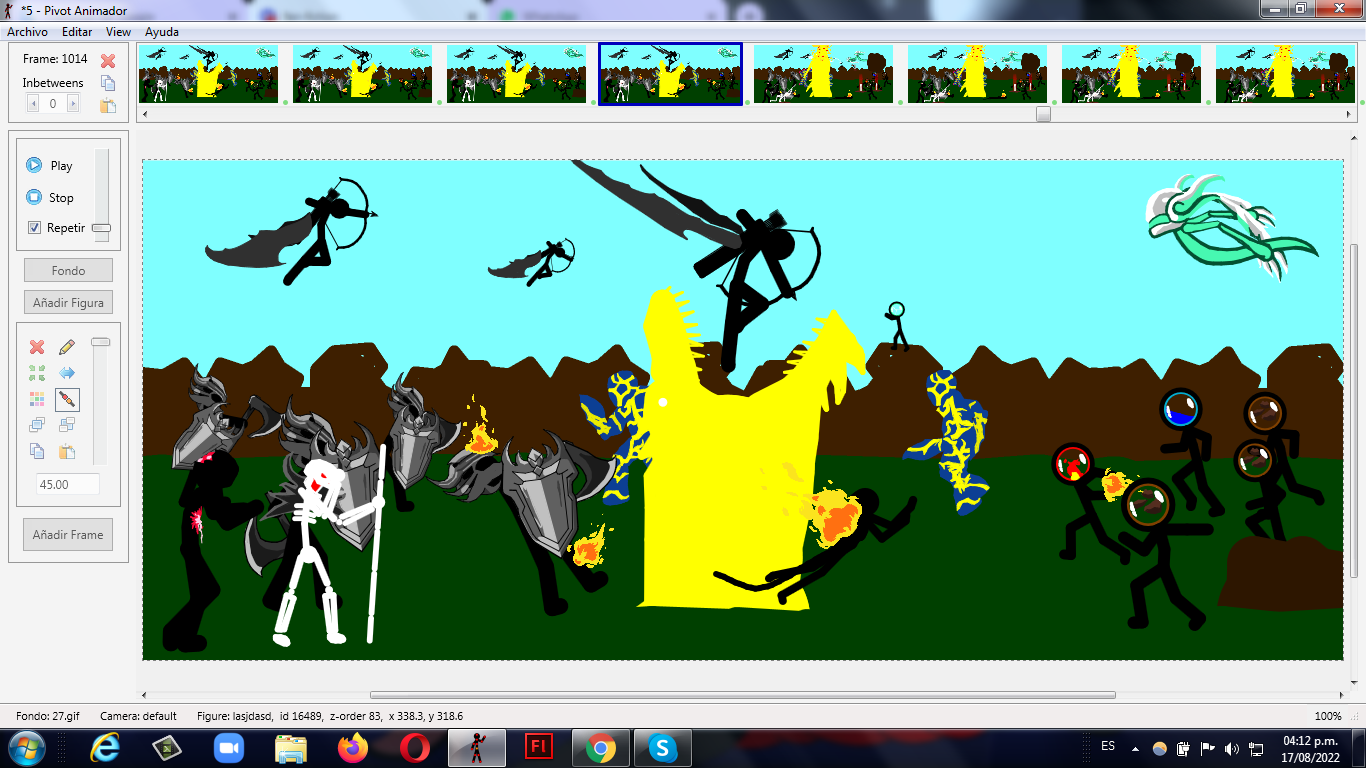 *5 - Pivot Animador
Archivo Editar View Ayuda
Frame: 1014
Inbetweens
0
Play
Stop
Repetir
Fondo
Añadir Figura
45.00
Añadir Frame
Fondo: 27.gif Camera: default Figure: lasjdasd, id 16489, z-order 83, x 338.3, y 318.6
100%
FI
ES
04:12 p.m.
17/08/2022